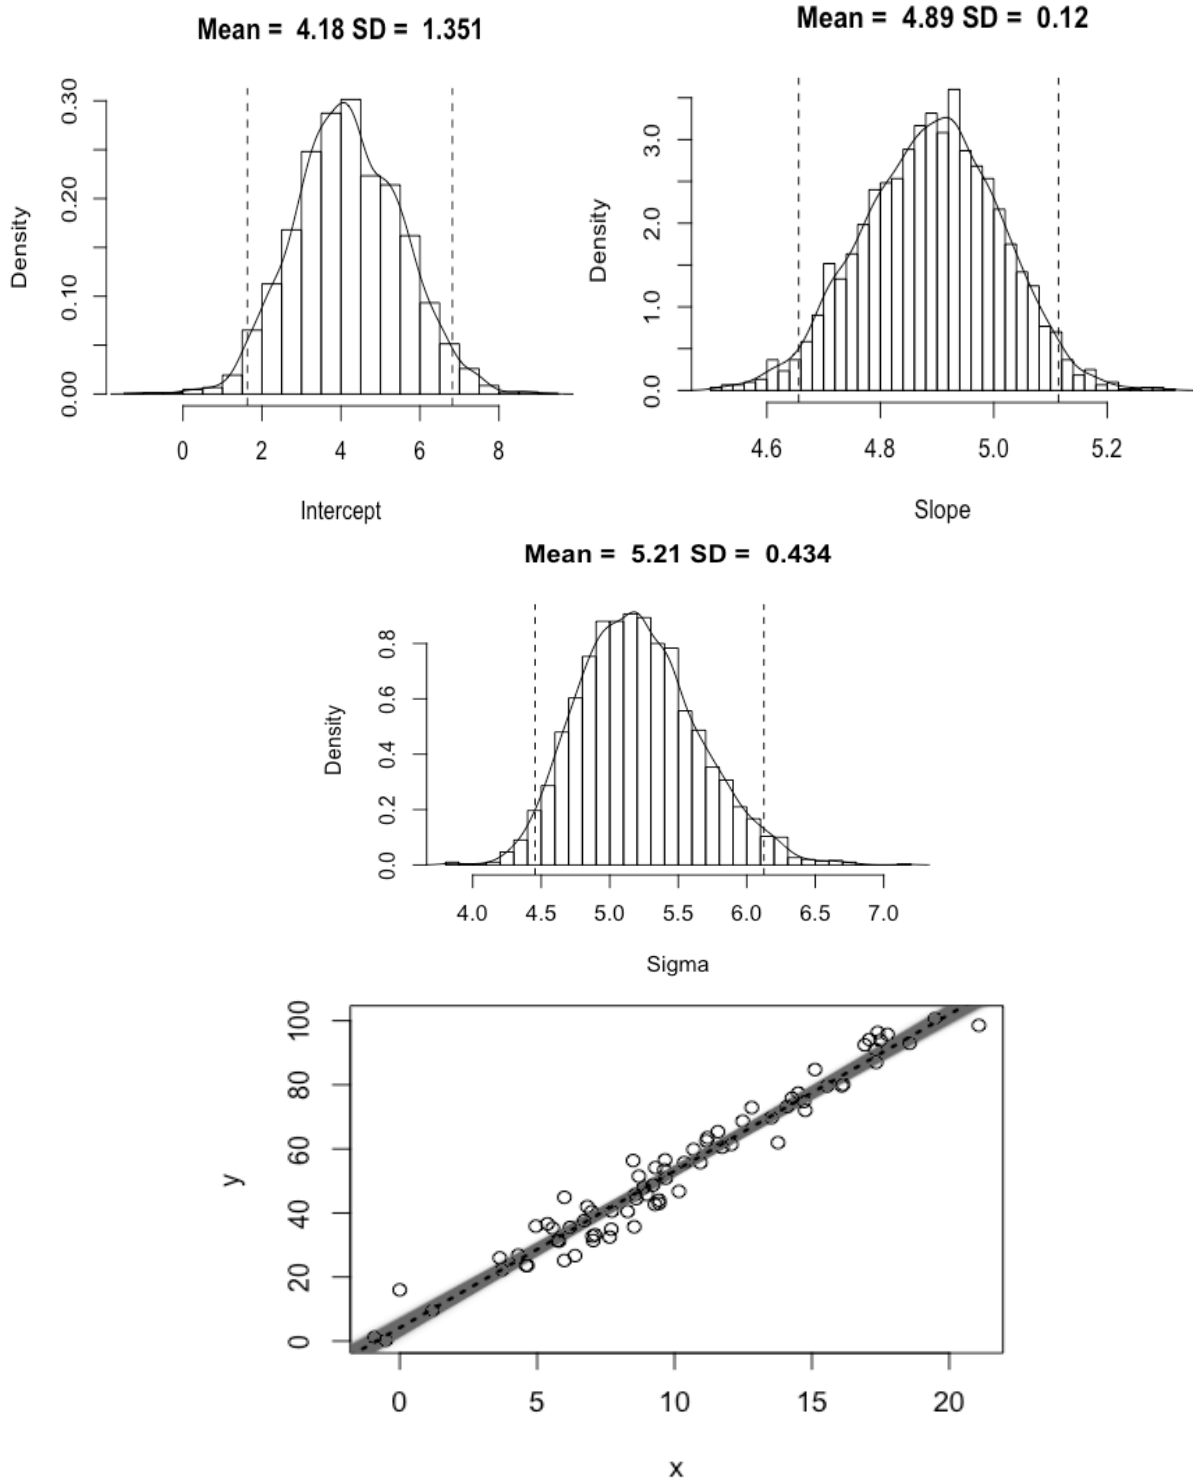 Mean =  4.18 SD =  1.351
Density
0.00 0.10 0.20 0.30
0 2 4 6 8
Intercept
Mean =  4.89 SD =  0.12
Density
0.0 1.0 2.0 3.0
4.6 4.8 5.0 5.2
Slope
Mean =  5.21 SD =  0.434
Density
0.0 0.2 0.4 0.6 0.8
4.0 4.5 5.0 5.5 6.0 6.5 7.0
Sigma
y
0 20 40 60 80 100
0 5 10 15 20
x